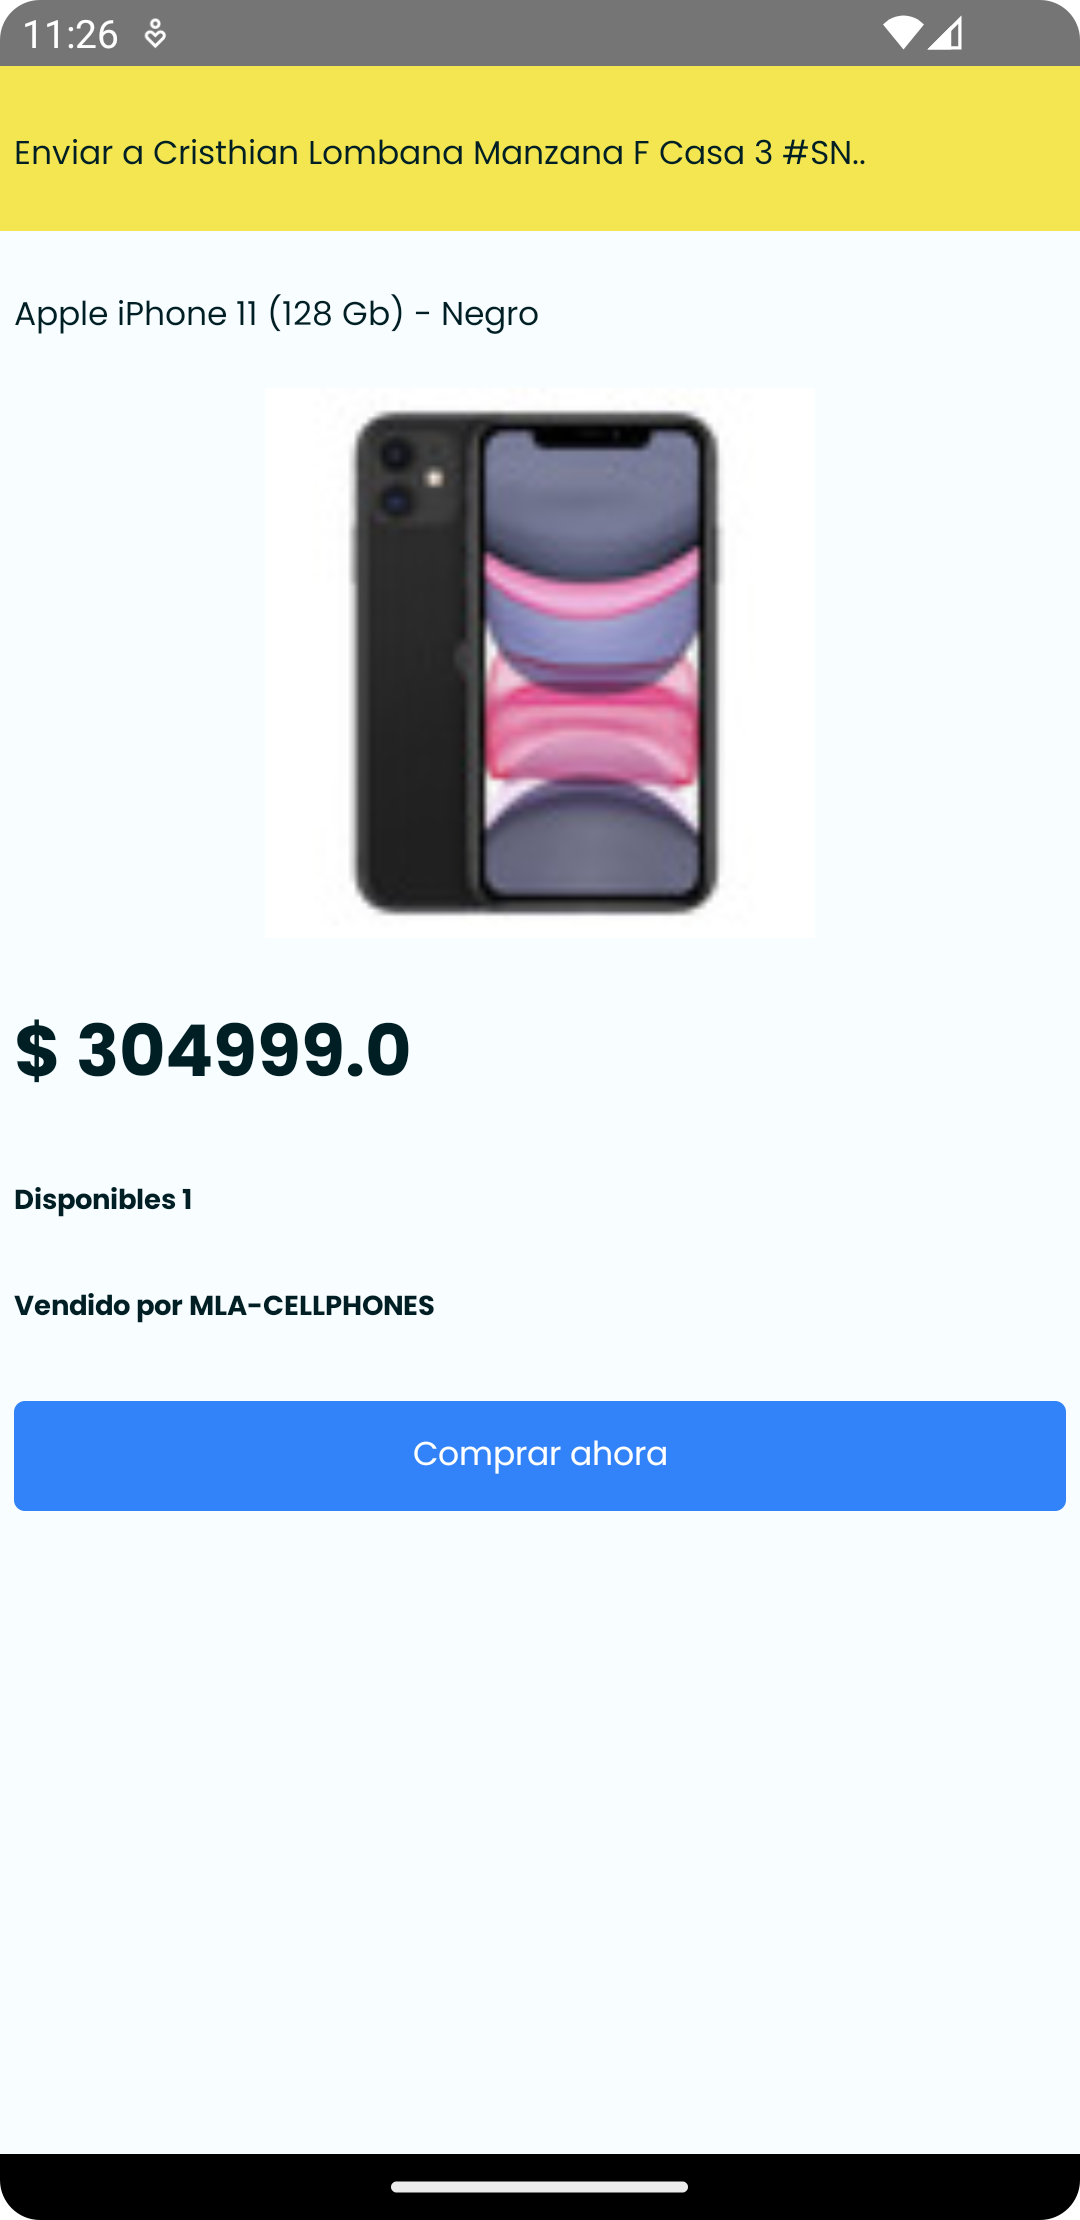 11:26
Enviar a Cristhian Lombana Manzana F Casa 3 #SN..
Apple iPhone 11 (128 Gb) - Negro
$ 304999.0
Disponibles 1
Vendido por MLA-CELLPHONES
Comprar ahora